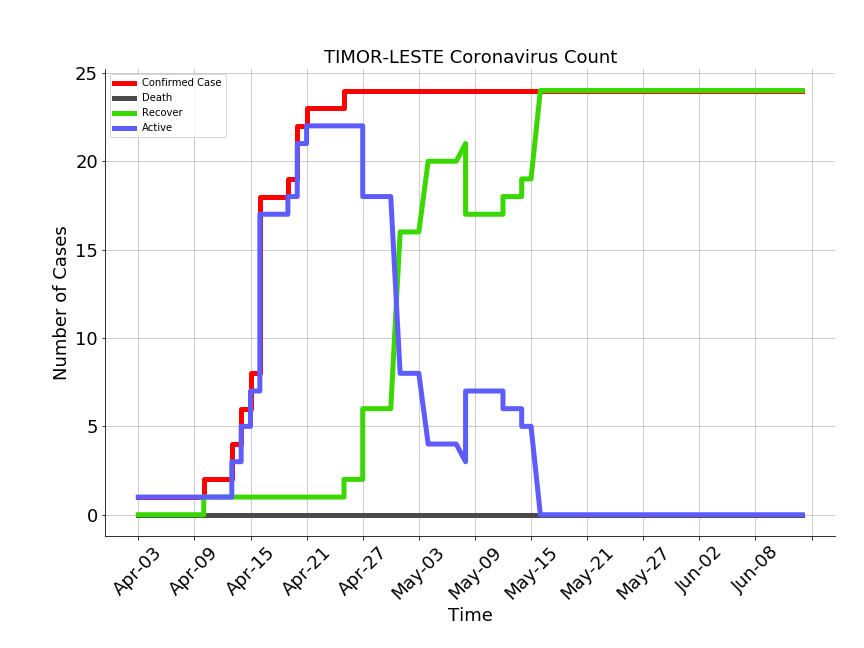 TIMOR-LESTE Coronavirus Count
Confirmed Case
Death
Recover
Active
Number of Cases
25
20
15
10
5
0
Apr-03 Apr-09 Apr-15 Apr-21 Apr-27 May-03 May-09 May-15 May-21 May-27 Jun-02 Jun-08
Time